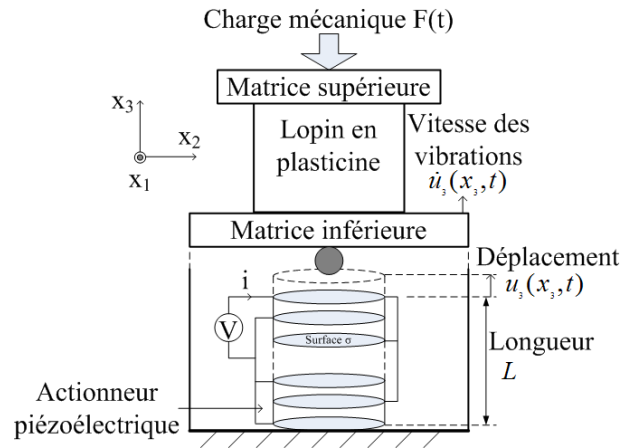 Charge mécanique F(t)
Matrice supérieure
x₃
x₂
x₁
Lopin en
plasticine
Vitesse des
vibrations
u̇₃(x₃,t)
Matrice inférieure
Déplacement
u₃(x₃,t)
i
V
Surface σ
Longueur
L
Actionneur
piézoélectrique